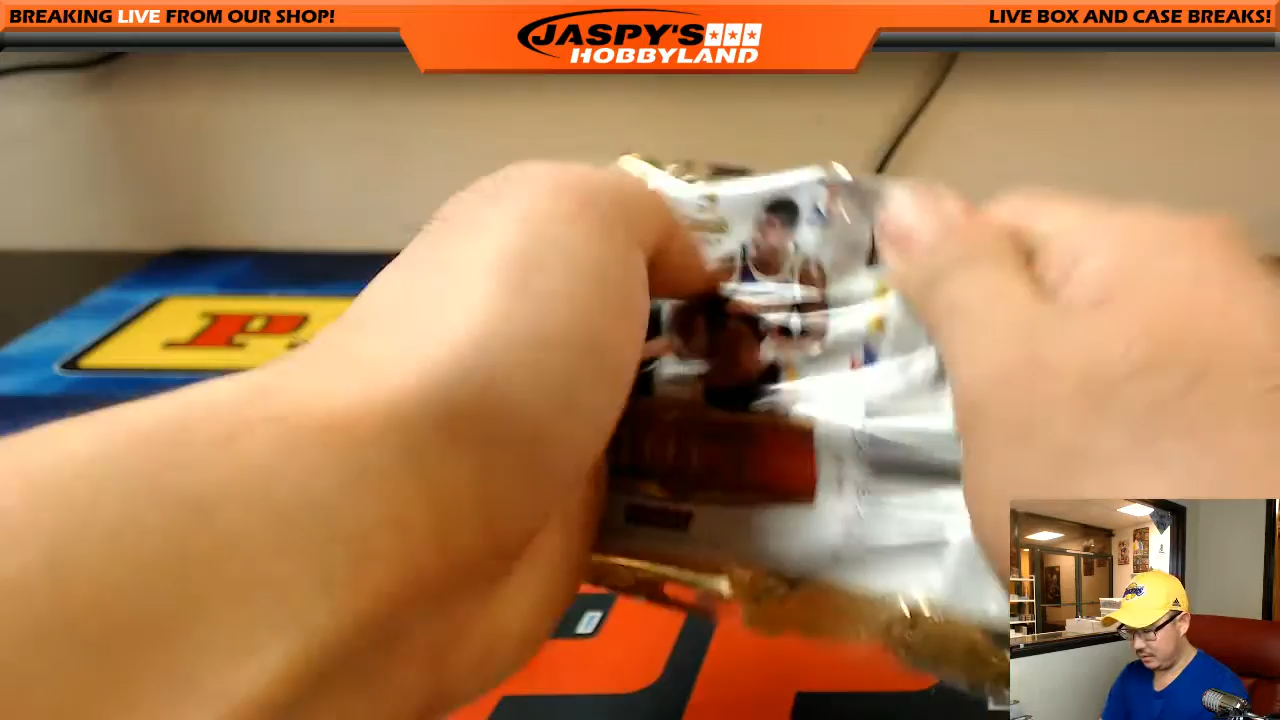 BREAKING LIVE FROM OUR SHOP!
JASPY'S
HOBBYLAND
LIVE BOX AND CASE BREAKS!
P